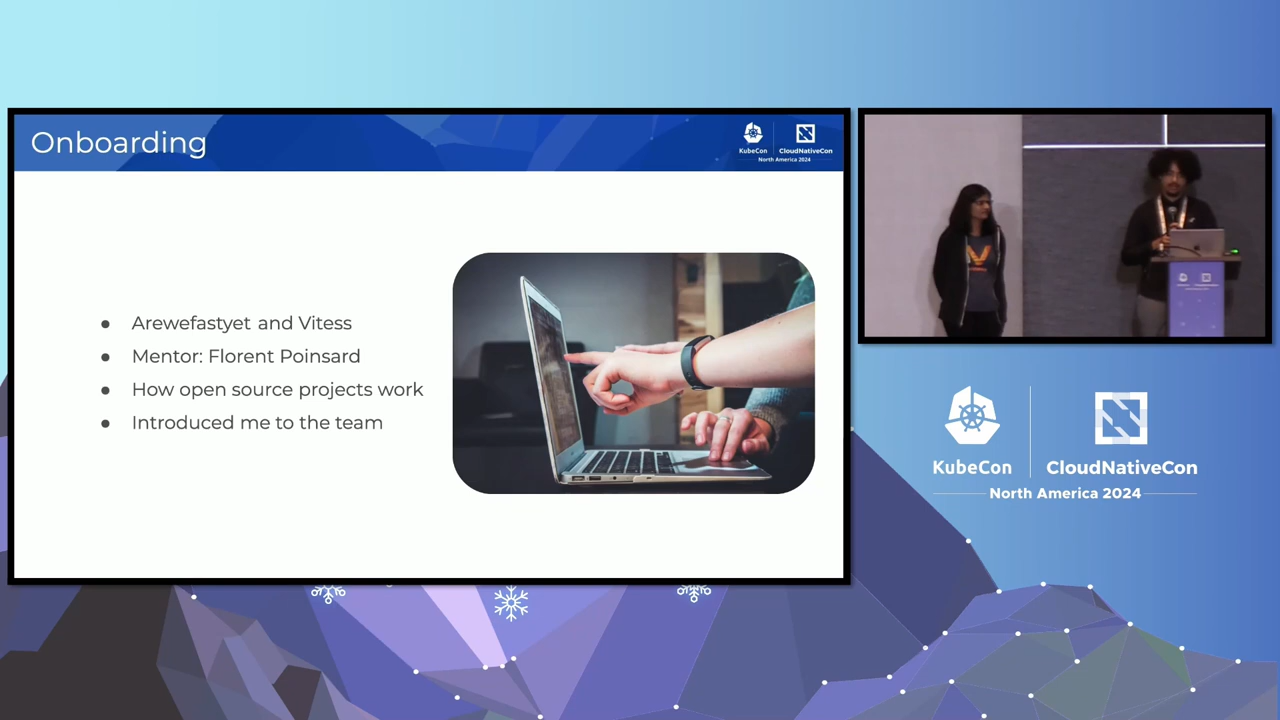 Onboarding
KubeCon
CloudNativeCon
North America 2024
Arewefastyet and Vitess
Mentor: Florent Poinsard
How open source projects work
Introduced me to the team
KubeCon
CloudNativeCon
North America 2024